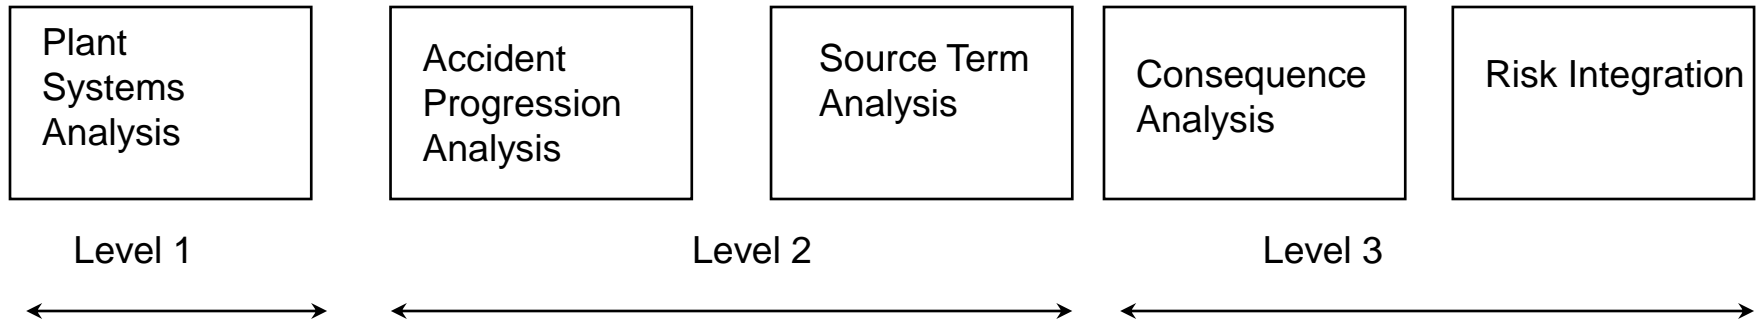 Plant
Systems
Analysis
Accident
Progression
Analysis
Source Term
Analysis
Consequence
Analysis
Risk Integration
Level 1
Level 2
Level 3